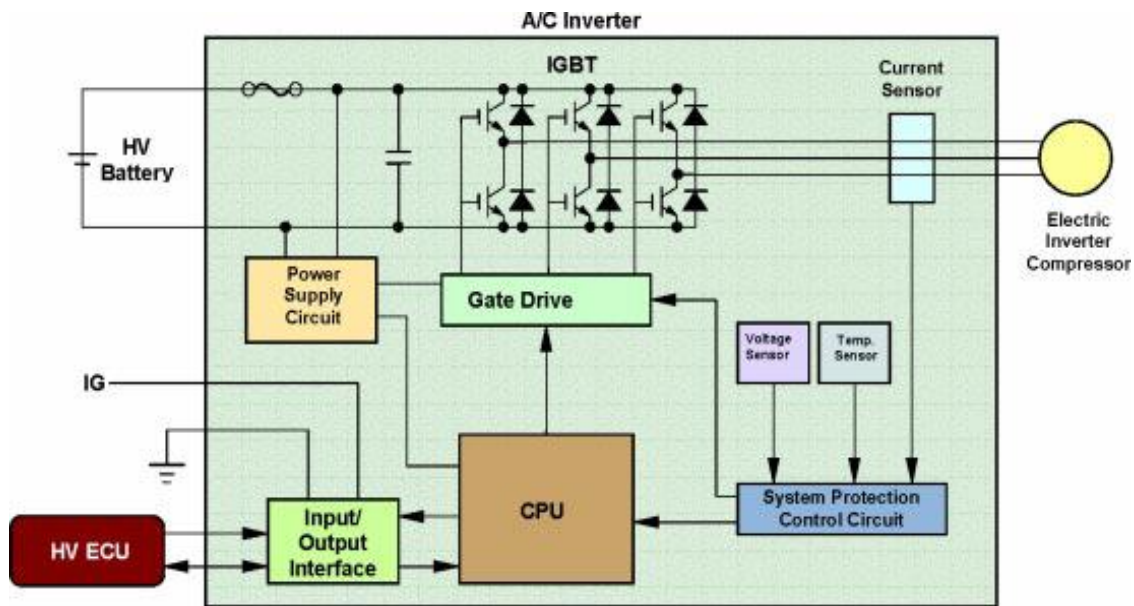 A/C Inverter
IGBT
Current
Sensor
HV
Battery
Electric
Inverter
Compressor
Power
Supply
Circuit
Gate Drive
Voltage
Sensor
Temp.
Sensor
IG
CPU
System Protection
Control Circuit
HV ECU
Input/
Output
Interface